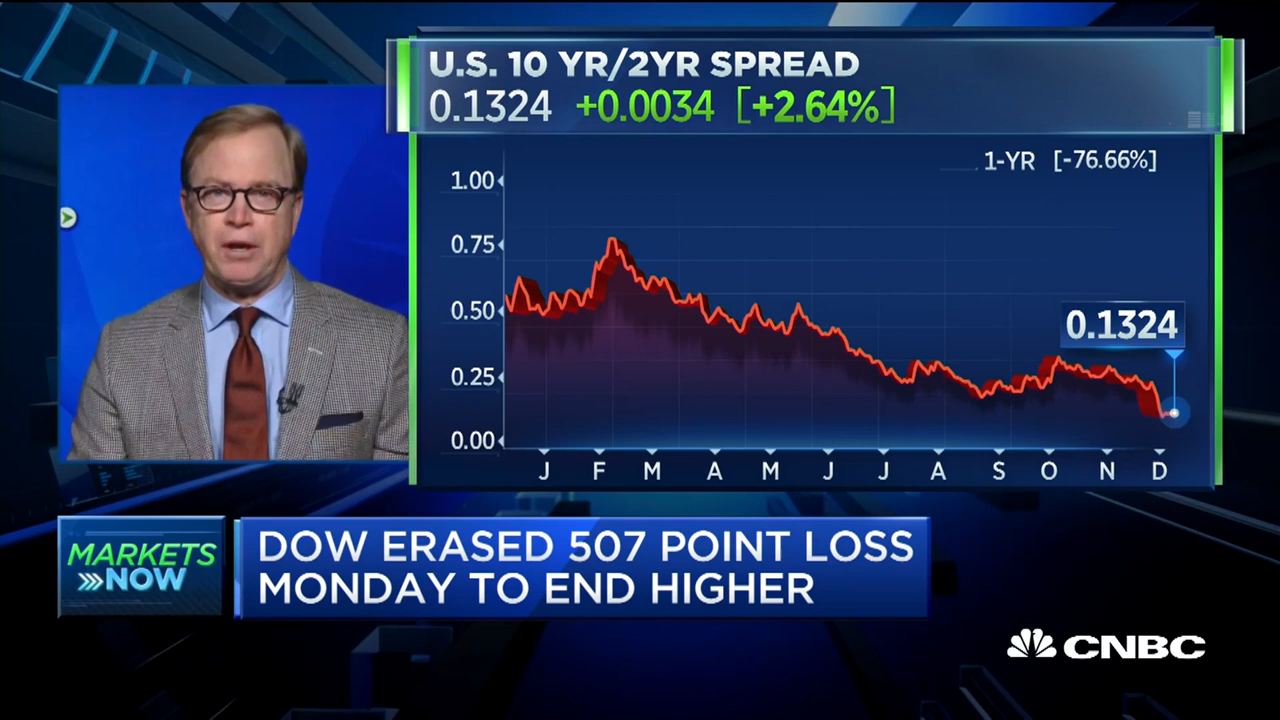 U.S. 10 YR/2YR SPREAD
0.1324 +0.0034 [+2.64%]
1-YR [-76.66%]
1.00
0.75
0.50
0.25
0.00
0.1324
J F M A M J J A S O N D
MARKETS
NOW
DOW ERASED 507 POINT LOSS
MONDAY TO END HIGHER
CNBC